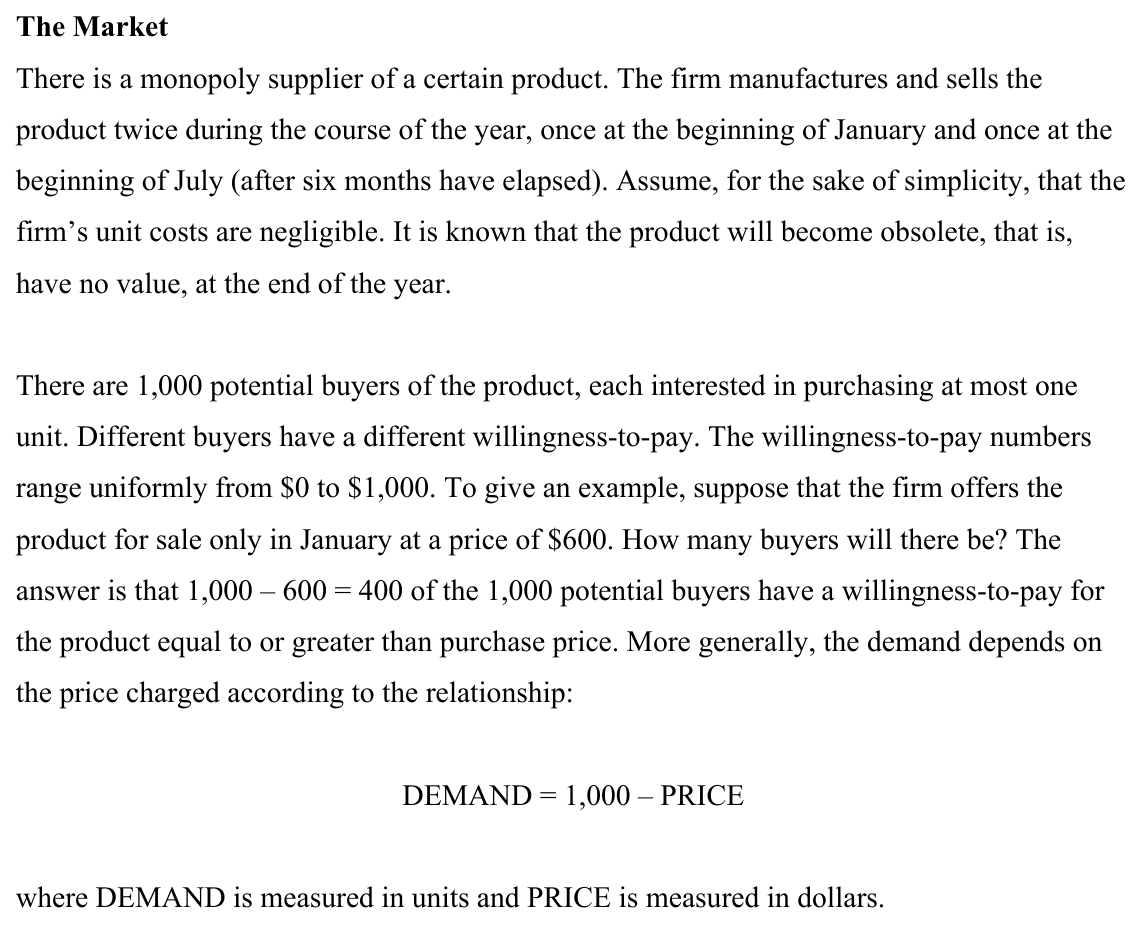 The Market
There is a monopoly supplier of a certain product. The firm manufactures and sells the
product twice during the course of the year, once at the beginning of January and once at the
beginning of July (after six months have elapsed). Assume, for the sake of simplicity, that the
firm’s unit costs are negligible. It is known that the product will become obsolete, that is,
have no value, at the end of the year.
There are 1,000 potential buyers of the product, each interested in purchasing at most one
unit. Different buyers have a different willingness-to-pay. The willingness-to-pay numbers
range uniformly from $0 to $1,000. To give an example, suppose that the firm offers the
product for sale only in January at a price of $600. How many buyers will there be? The
answer is that 1,000 – 600 = 400 of the 1,000 potential buyers have a willingness-to-pay for
the product equal to or greater than purchase price. More generally, the demand depends on
the price charged according to the relationship:
DEMAND = 1,000 – PRICE
where DEMAND is measured in units and PRICE is measured in dollars.